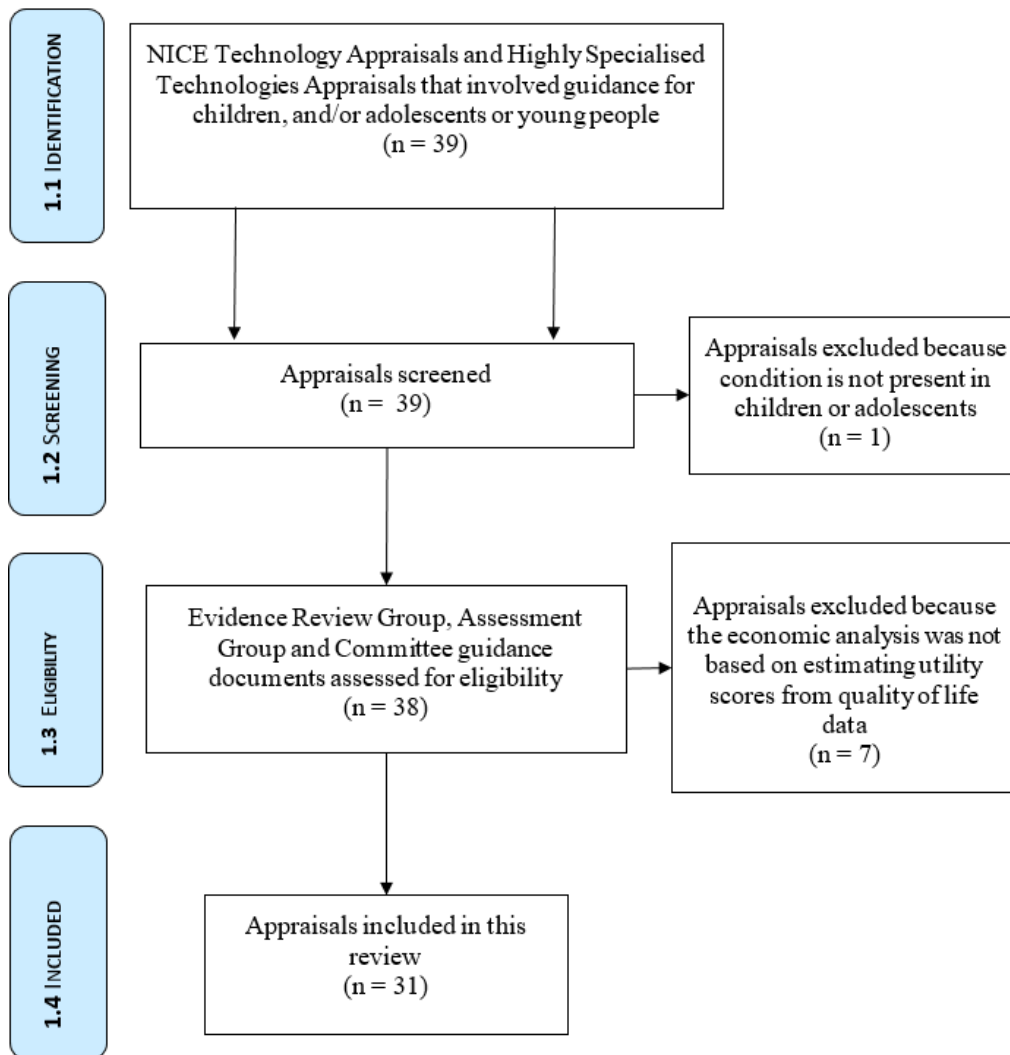 1.1 IDENTIFICATION
NICE Technology Appraisals and Highly Specialised
Technologies Appraisals that involved guidance for
children, and/or adolescents or young people
(n = 39)
1.2 SCREENING
Appraisals screened
(n =  39)
Appraisals excluded because
condition is not present in
children or adolescents
(n = 1)
1.3 ELIGIBILITY
Evidence Review Group, Assessment
Group and Committee guidance
documents assessed for eligibility
(n = 38)
Appraisals excluded because
the economic analysis was not
based on estimating utility
scores from quality of life
data
(n = 7)
1.4 INCLUDED
Appraisals included in this
review
(n = 31)